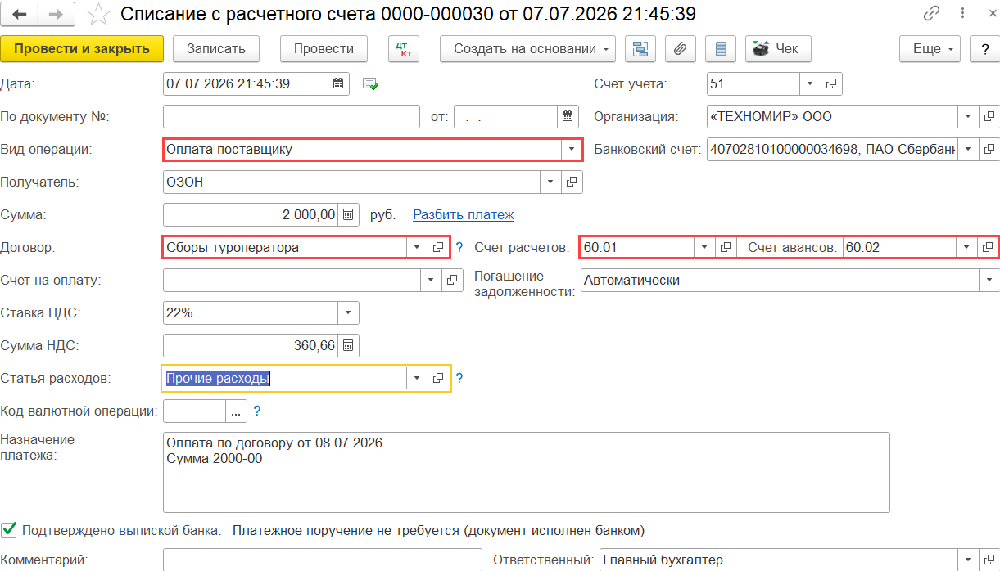 Списание с расчетного счета 0000-000030 от 07.07.2026 21:45:39
Провести и закрыть Записать Провести Дт Кт Создать на основании Чек Еще ?
Дата: 07.07.2026 21:45:39 Счет учета: 51
По документу №: от: . . Организация: «ТЕХНОМИР» ООО
Вид операции: Оплата поставщику Банковский счет: 40702810100000034698, ПАО Сбербанк
Получатель: ОЗОН
Сумма: 2 000,00 руб. Разбить платеж
Договор: Сборы туроператора ? Счет расчетов: 60.01 Счет авансов: 60.02
Счет на оплату: Погашение задолженности: Автоматически
Ставка НДС: 22%
Сумма НДС: 360,66
Статья расходов: Прочие расходы ?
Код валютной операции: ... ?
Назначение платежа: Оплата по договору от 08.07.2026
Сумма 2000-00
Подтверждено выпиской банка: Платежное поручение не требуется (документ исполнен банком)
Комментарий: Ответственный: Главный бухгалтер